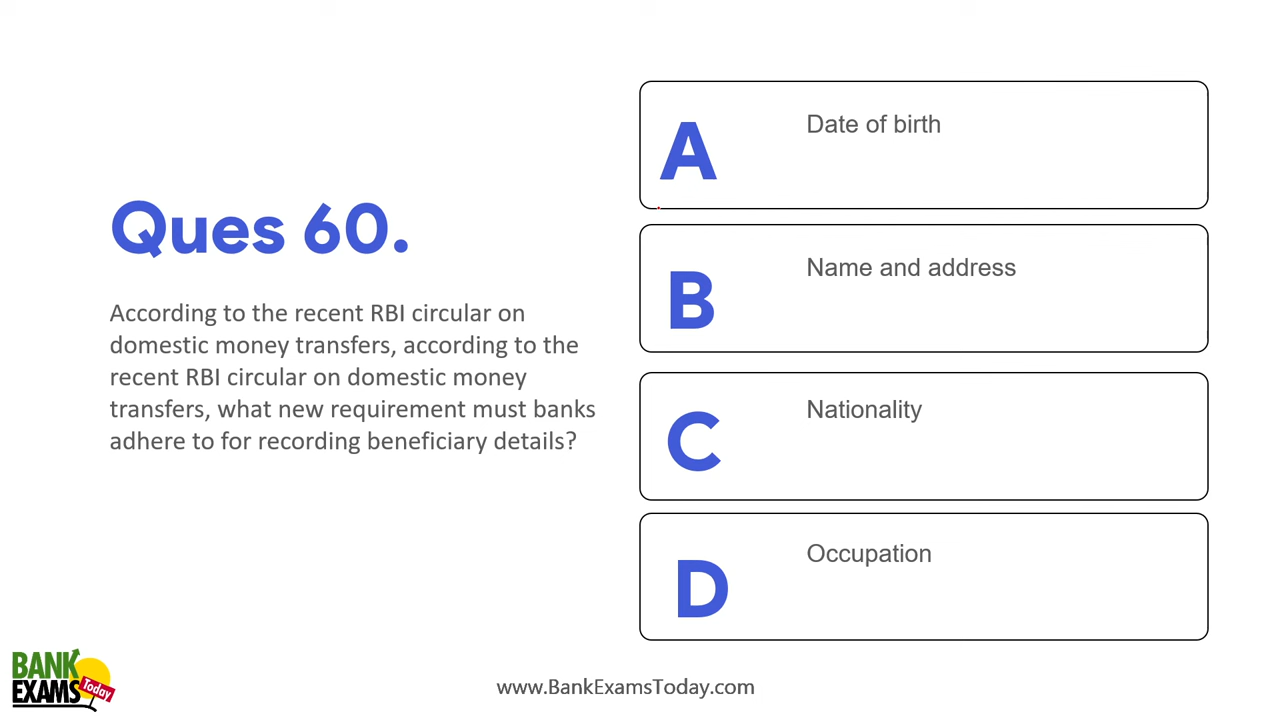 Ques 60.
According to the recent RBI circular on
domestic money transfers, according to the
recent RBI circular on domestic money
transfers, what new requirement must banks
adhere to for recording beneficiary details?
A
Date of birth
B
Name and address
C
Nationality
D
Occupation
BANK
EXAMS
Today
www.BankExamsToday.com